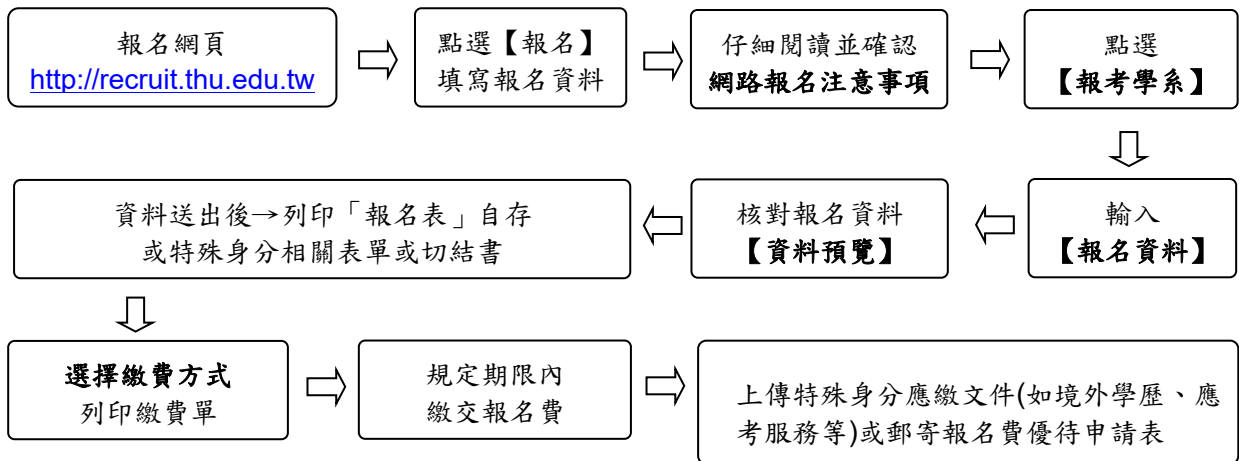 報名網頁
http://recruit.thu.edu.tw
點選【報名】
填寫報名資料
仔細閱讀並確認
網路報名注意事項
點選
【報考學系】
輸入
【報名資料】
核對報名資料
【資料預覽】
資料送出後→列印「報名表」自存
或特殊身分相關表單或切結書
選擇繳費方式
列印繳費單
規定期限內
繳交報名費
上傳特殊身分應繳文件(如境外學歷、應
考服務等)或郵寄報名費優待申請表